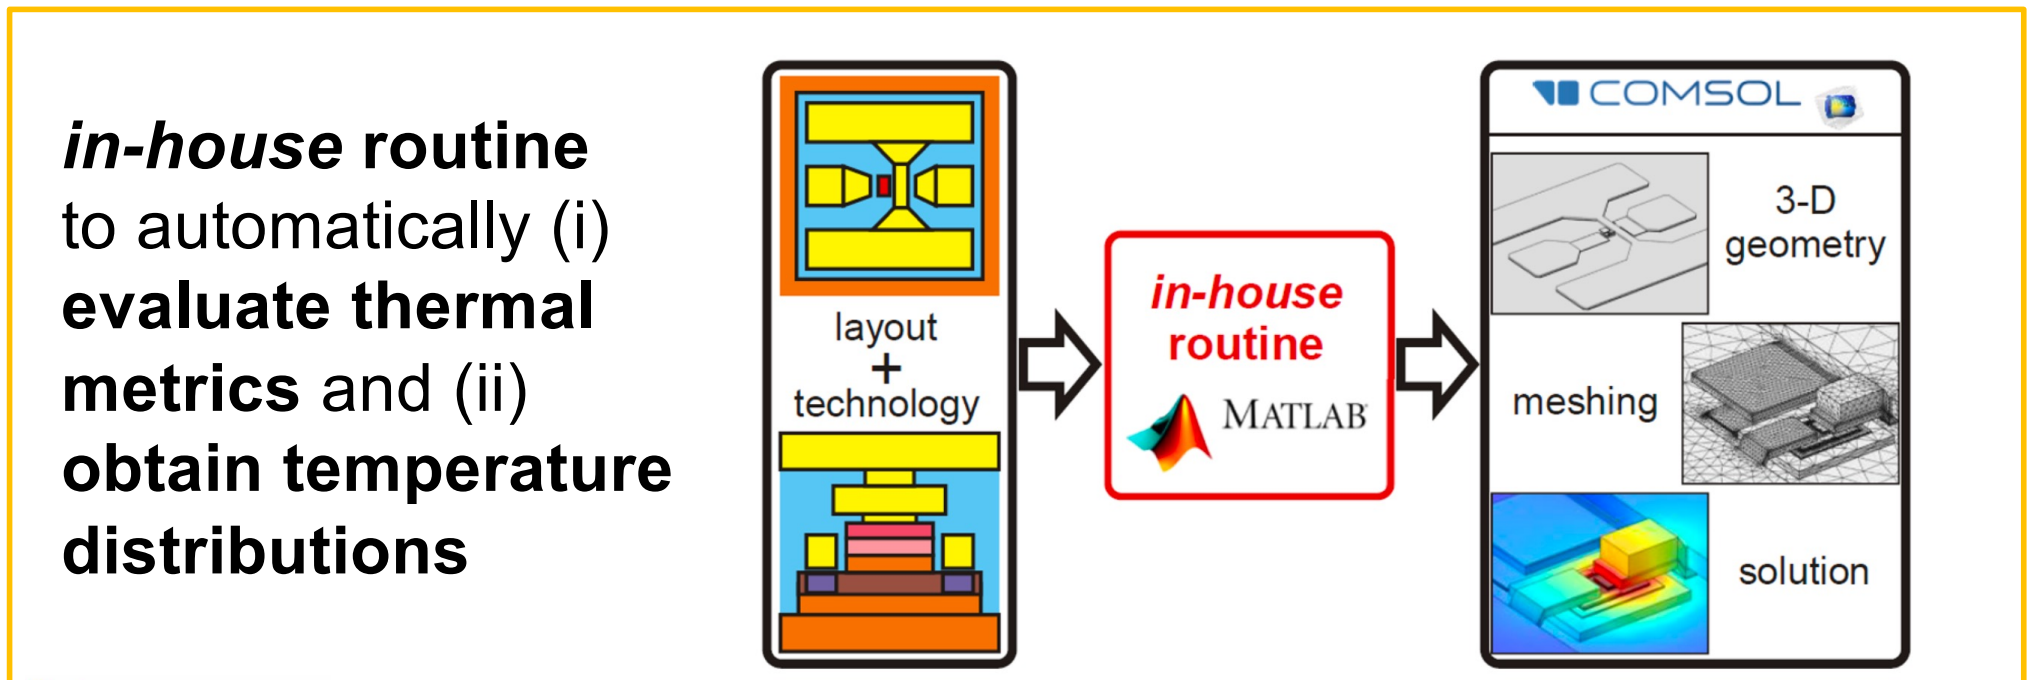 in-house routine
to automatically (i)
evaluate thermal
metrics and (ii)
obtain temperature
distributions
layout
+
technology
in-house
routine
MATLAB
COMSOL
3-D
geometry
meshing
solution